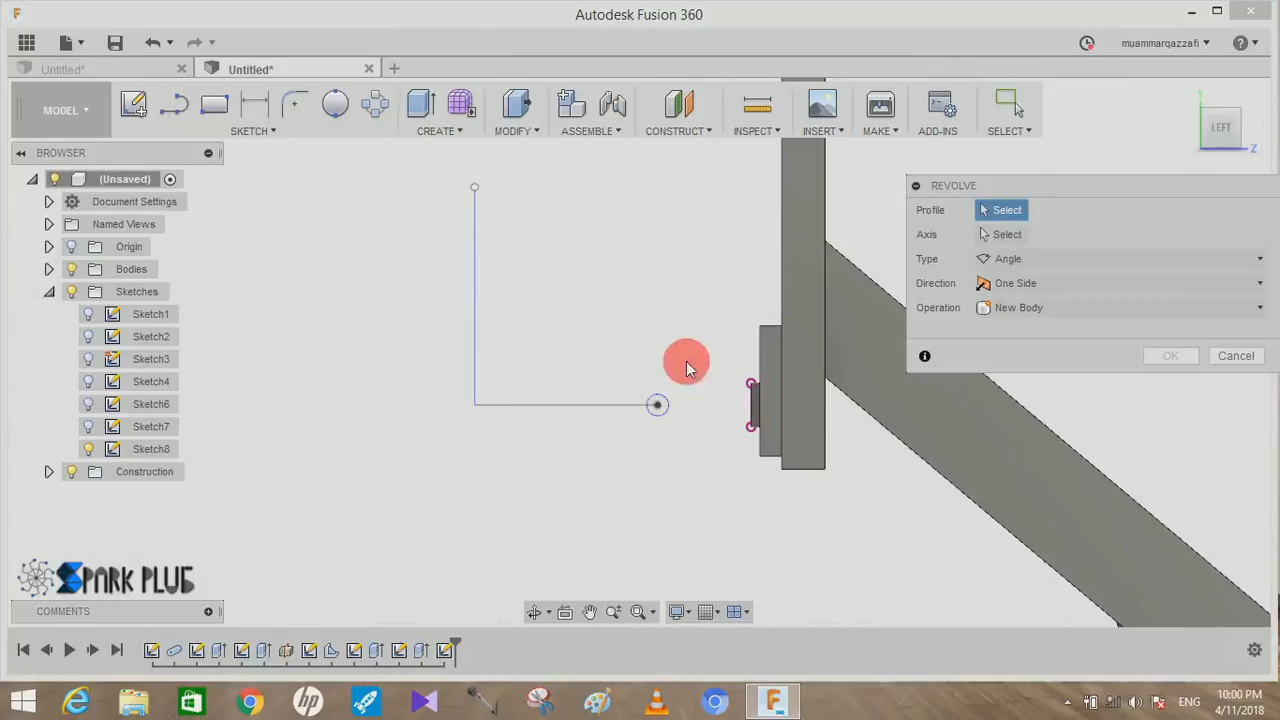 Autodesk Fusion 360
muammarqazzafi
Untitled*
Untitled*
MODEL
SKETCH
CREATE
MODIFY
ASSEMBLE
CONSTRUCT
INSPECT
INSERT
MAKE
ADD-INS
SELECT
LEFT
Y
Z
BROWSER
(Unsaved)
Document Settings
Named Views
Origin
Bodies
Sketches
Sketch1
Sketch2
Sketch3
Sketch4
Sketch6
Sketch7
Sketch8
Construction
REVOLVE
Profile Select
Axis Select
Type Angle
Direction One Side
Operation New Body
OK Cancel
SPARK PLUG
COMMENTS
ENG
10:00 PM
4/11/2018